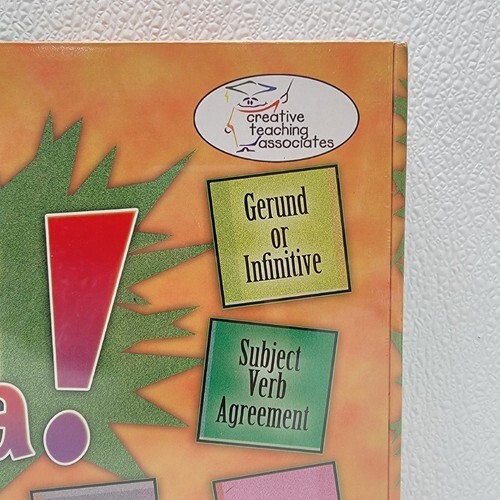 creative
teaching
associates
Gerund
or
Infinitive
Subject
Verb
Agreement
a!